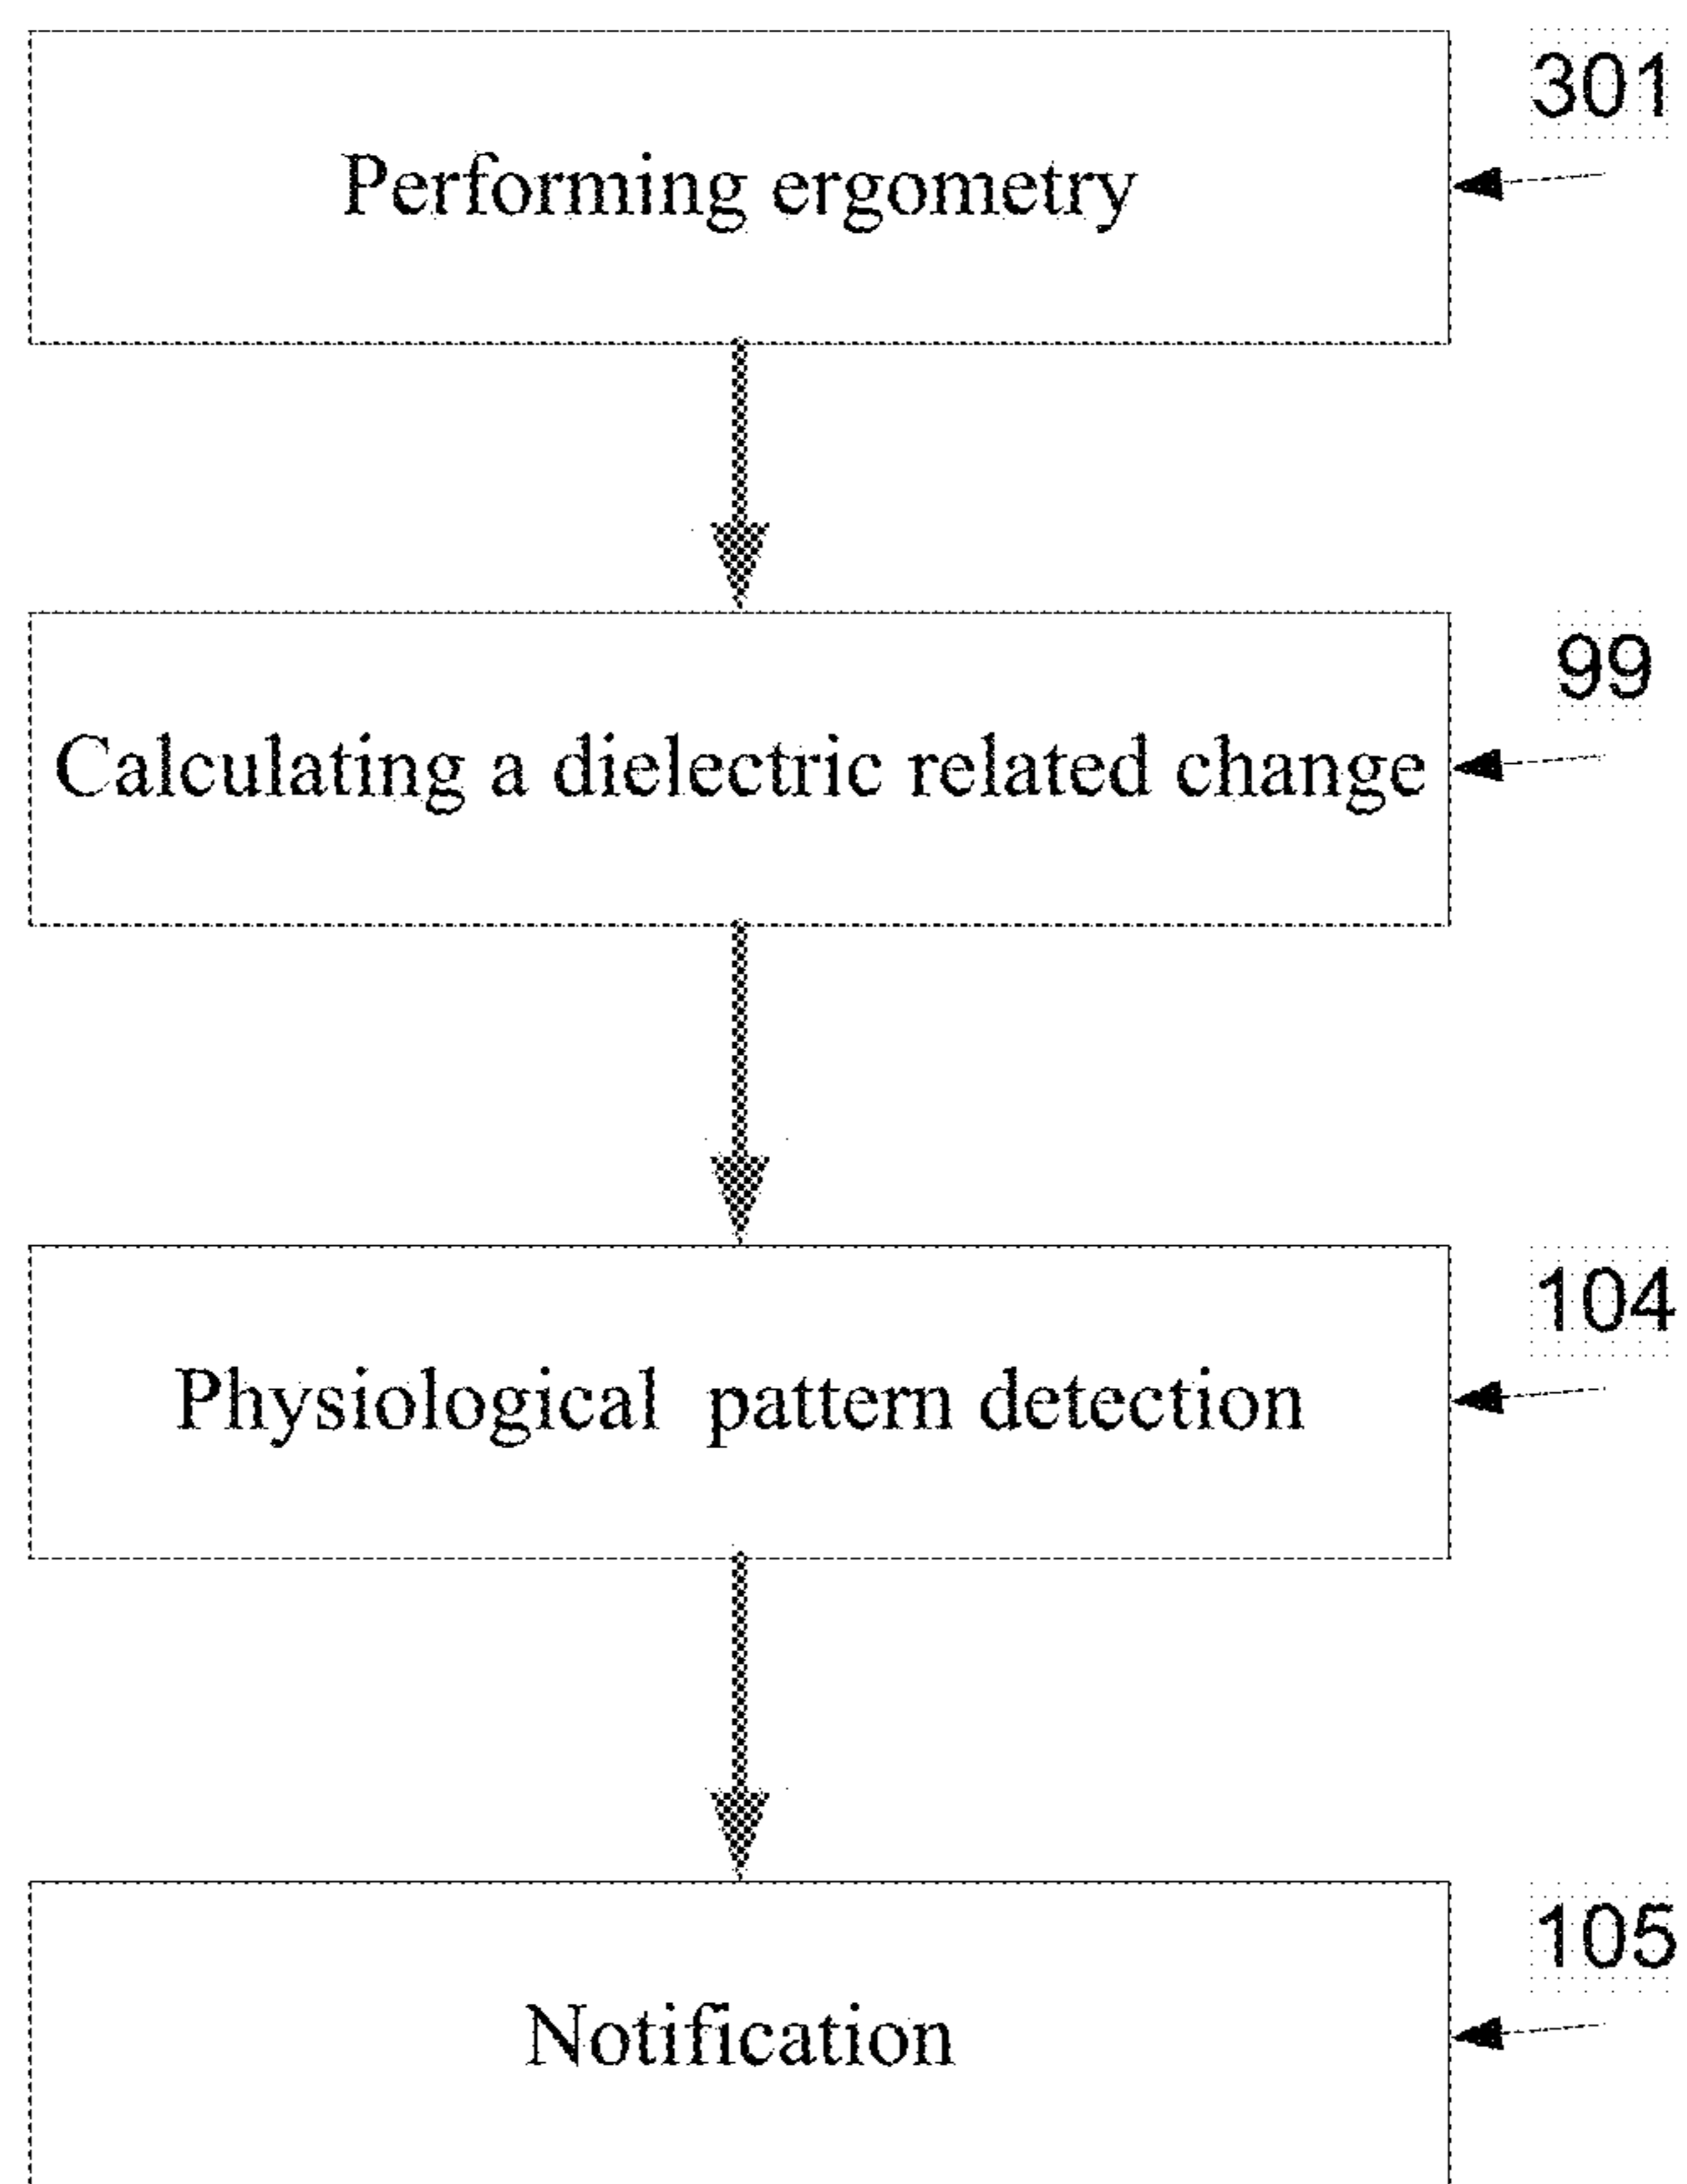 301
Performing ergometry
99
Calculating a dielectric related change
104
Physiological pattern detection
105
Notification